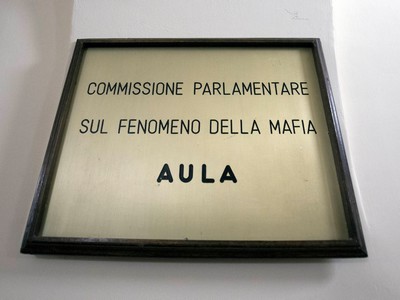 COMMISSIONE PARLAMENTARE
SUL FENOMENO DELLA MAFIA
AULA